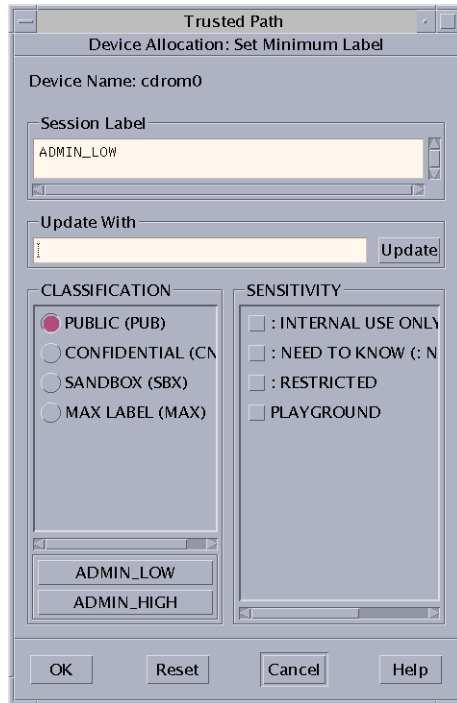 Trusted Path
Device Allocation: Set Minimum Label
Device Name: cdrom0
Session Label
ADMIN_LOW
Update With
Update
CLASSIFICATION
PUBLIC (PUB)
CONFIDENTIAL (CN
SANDBOX (SBX)
MAX LABEL (MAX)
ADMIN_LOW
ADMIN_HIGH
SENSITIVITY
: INTERNAL USE ONLY
: NEED TO KNOW (: N
: RESTRICTED
PLAYGROUND
OK Reset Cancel Help